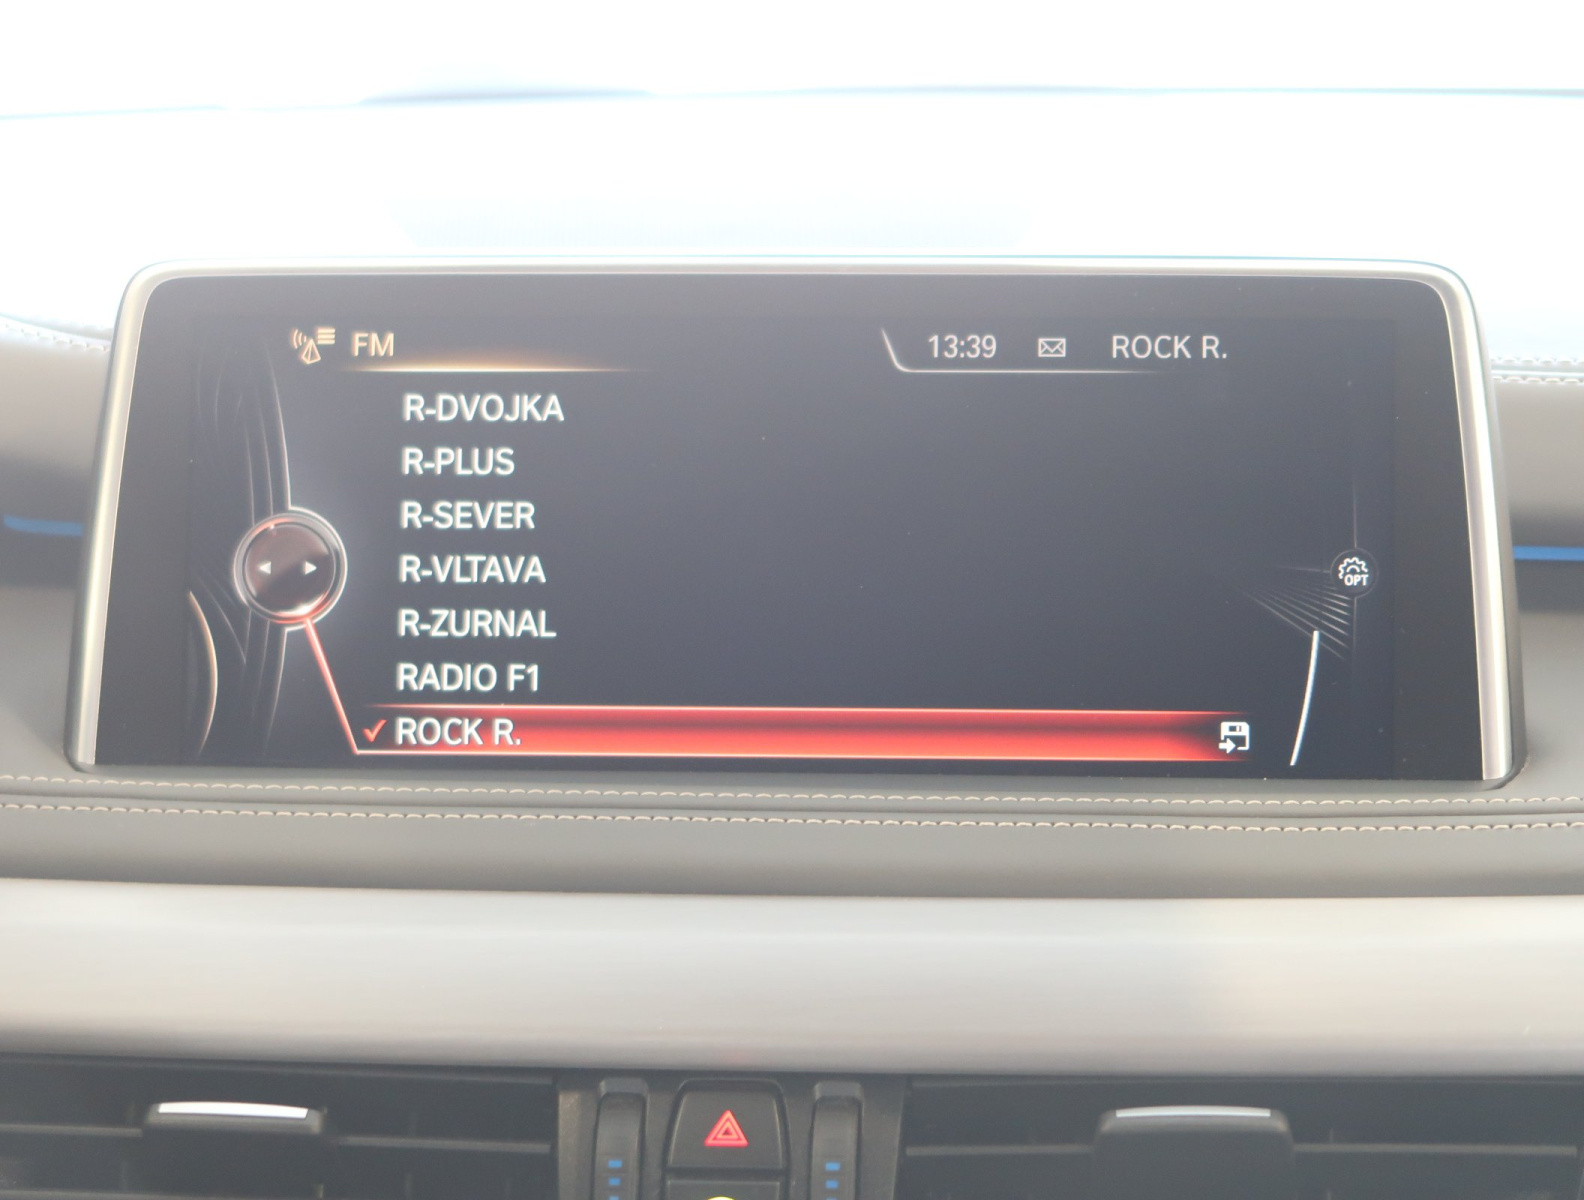 FM 13:39 ROCK R.
R-DVOJKA
R-PLUS
R-SEVER
R-VLTAVA
R-ZURNAL
RADIO F1
OPT
ROCK R.